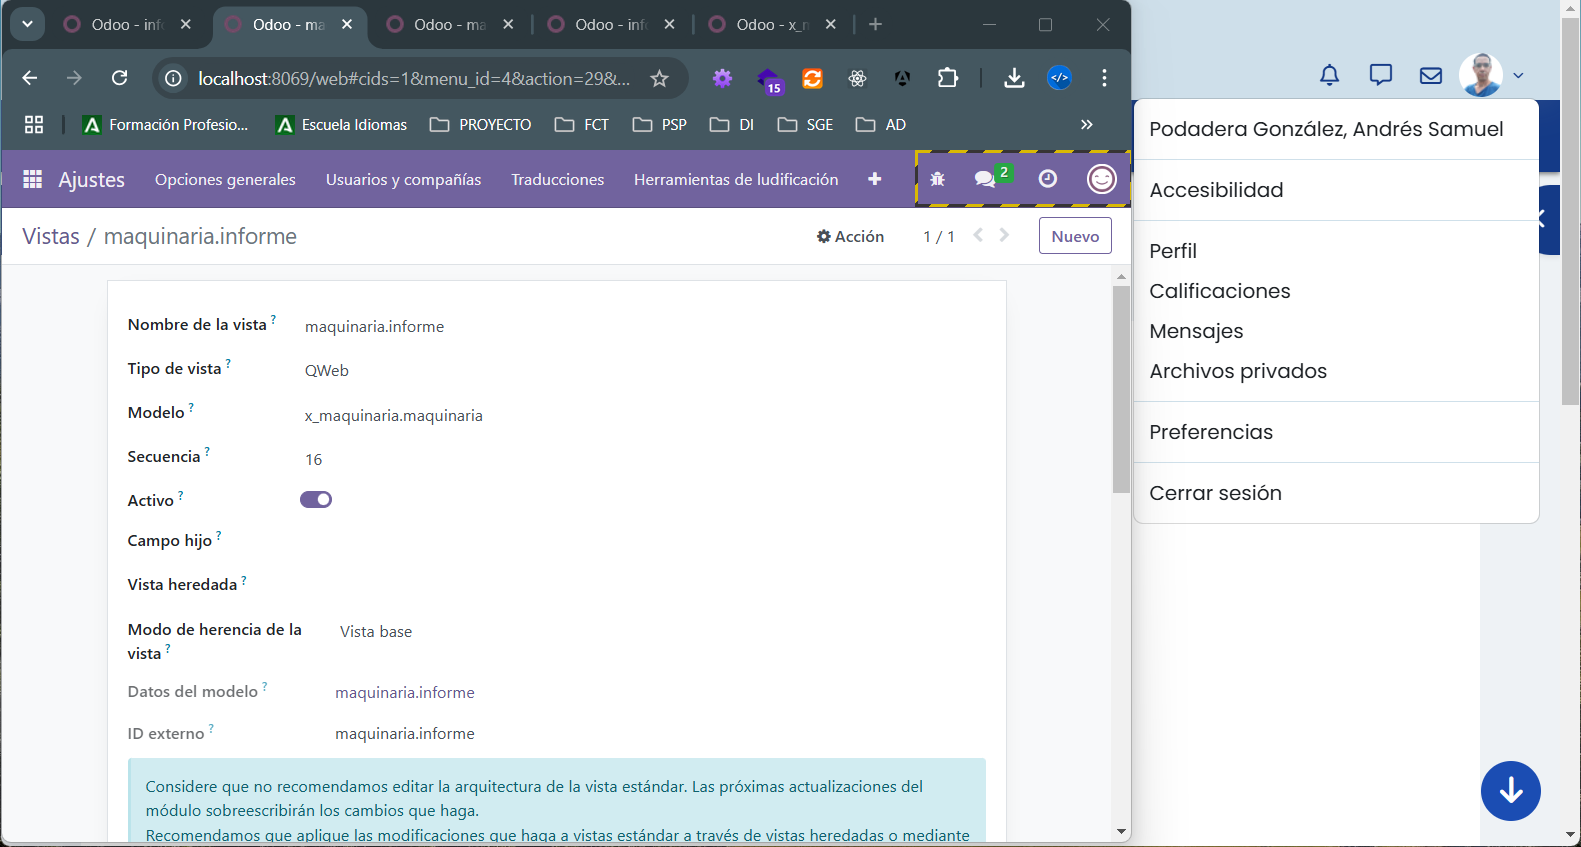 Odoo - inf
Odoo - ma
Odoo - ma
Odoo - inf
Odoo - x_n
localhost:8069/web#cids=1&menu_id=4&action=29&...
15
Formación Profesio...
Escuela Idiomas
PROYECTO
FCT
PSP
DI
SGE
AD
»
Ajustes
Opciones generales
Usuarios y compañías
Traducciones
Herramientas de ludificación
2
Vistas / maquinaria.informe
Acción
1 / 1
Nuevo
Nombre de la vista ?
maquinaria.informe
Tipo de vista ?
QWeb
Modelo ?
x_maquinaria.maquinaria
Secuencia ?
16
Activo ?
Campo hijo ?
Vista heredada ?
Modo de herencia de la
vista ?
Vista base
Datos del modelo ?
maquinaria.informe
ID externo ?
maquinaria.informe
Considere que no recomendamos editar la arquitectura de la vista estándar. Las próximas actualizaciones del
módulo sobreescribirán los cambios que haga.
Recomendamos que aplique las modificaciones que haga a vistas estándar a través de vistas heredadas o mediante
Podadera González, Andrés Samuel
Accesibilidad
Perfil
Calificaciones
Mensajes
Archivos privados
Preferencias
Cerrar sesión